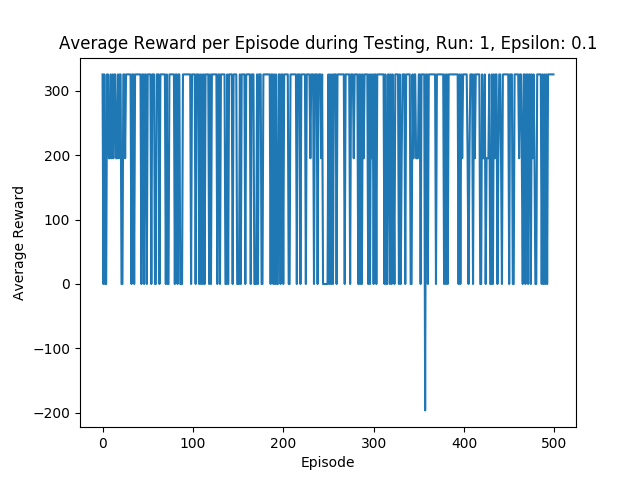 Average Reward per Episode during Testing, Run: 1, Epsilon: 0.1
300
200
100
0
−100
−200
Average Reward
0 100 200 300 400 500
Episode